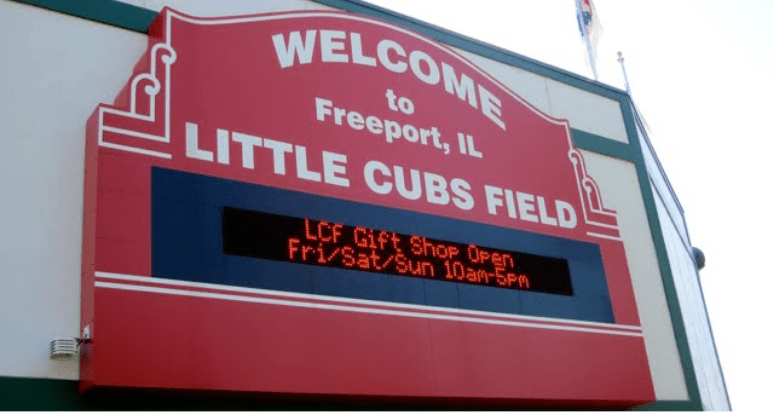 WELCOME
to
Freeport, IL
LITTLE CUBS FIELD
LCF Gift Shop Open
Fri/Sat/Sun 10am-5pm